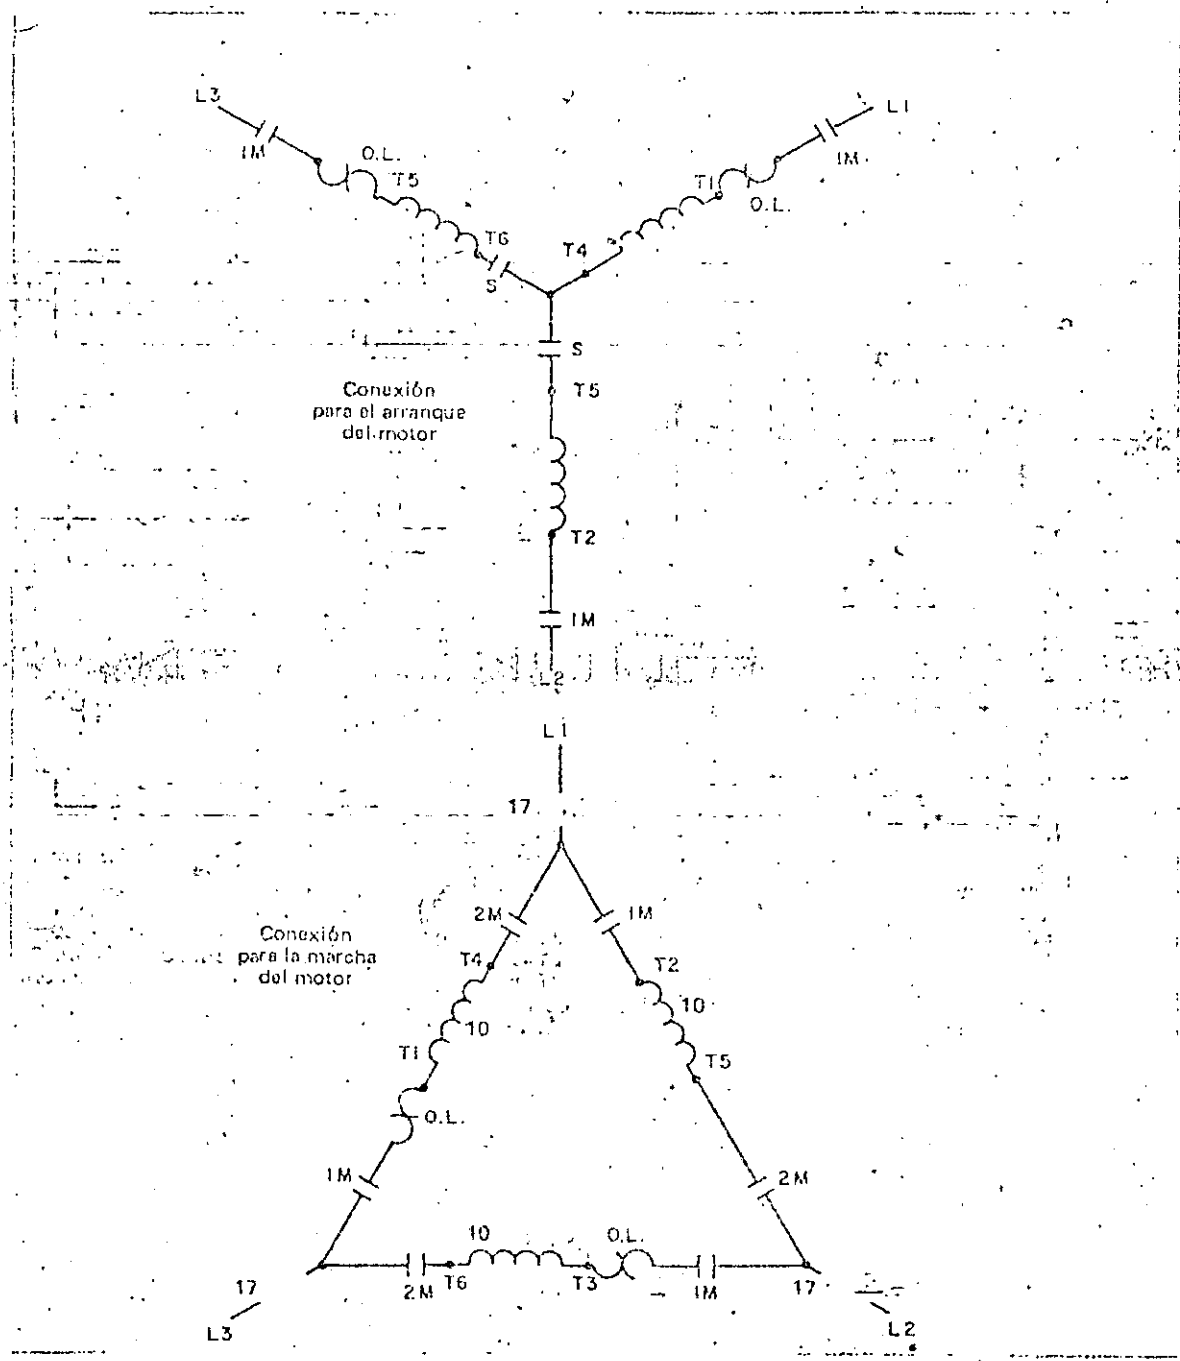 L3
L1
1M
O.L.
1M
T5
T1
O.L.
T6
T4
S
S
T5
Conexión
para el arranque
del motor
T2
1M
L2
L1
17
2M
1M
Conexión
para la marcha
del motor
T4
T2
10
10
T1
T5
O.L.
1M
2M
10
O.L.
17
2M
T6
T3
1M
17
L3
L2